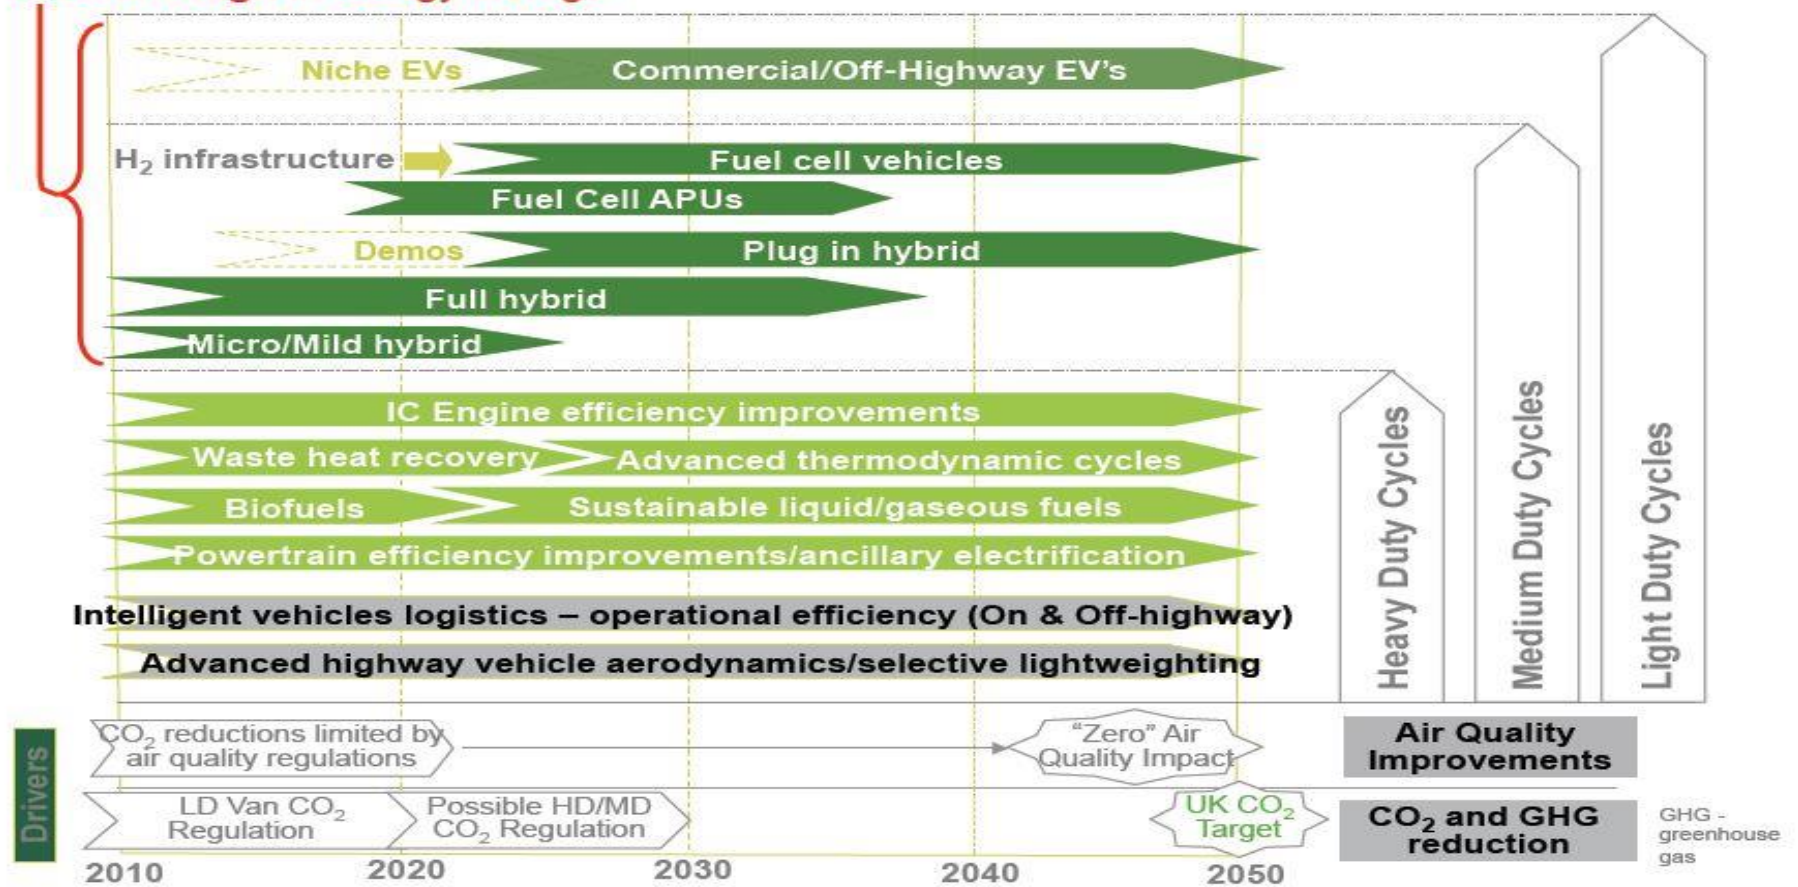 Niche EVs
Commercial/Off-Highway EV's
H₂ infrastructure
Fuel cell vehicles
Fuel Cell APUs
Demos
Plug in hybrid
Full hybrid
Micro/Mild hybrid
IC Engine efficiency improvements
Waste heat recovery
Advanced thermodynamic cycles
Biofuels
Sustainable liquid/gaseous fuels
Powertrain efficiency improvements/ancillary electrification
Intelligent vehicles logistics – operational efficiency (On & Off-highway)
Advanced highway vehicle aerodynamics/selective lightweighting
Heavy Duty Cycles
Medium Duty Cycles
Light Duty Cycles
Drivers
CO₂ reductions limited by
air quality regulations
"Zero" Air
Quality Impact
Air Quality
Improvements
LD Van CO₂
Regulation
Possible HD/MD
CO₂ Regulation
UK CO₂
Target
CO₂ and GHG
reduction
GHG -
greenhouse
gas
2010
2020
2030
2040
2050